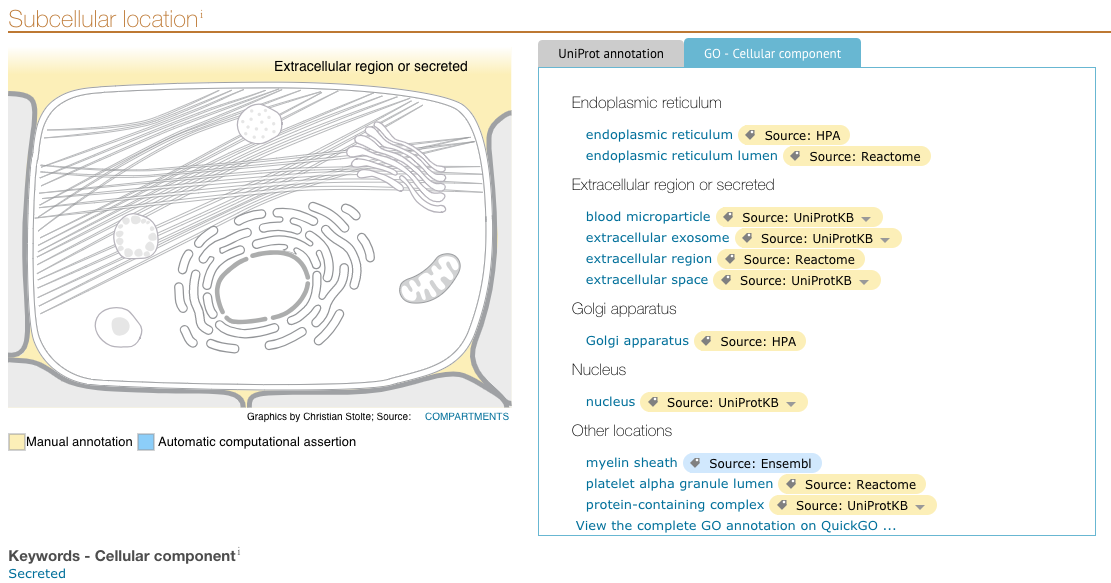 Subcellular location i
Extracellular region or secreted
Graphics by Christian Stolte; Source: COMPARTMENTS
Manual annotation Automatic computational assertion
UniProt annotation GO - Cellular component
Endoplasmic reticulum
endoplasmic reticulum Source: HPA
endoplasmic reticulum lumen Source: Reactome
Extracellular region or secreted
blood microparticle Source: UniProtKB
extracellular exosome Source: UniProtKB
extracellular region Source: Reactome
extracellular space Source: UniProtKB
Golgi apparatus
Golgi apparatus Source: HPA
Nucleus
nucleus Source: UniProtKB
Other locations
myelin sheath Source: Ensembl
platelet alpha granule lumen Source: Reactome
protein-containing complex Source: UniProtKB
View the complete GO annotation on QuickGO ...
Keywords - Cellular component i
Secreted